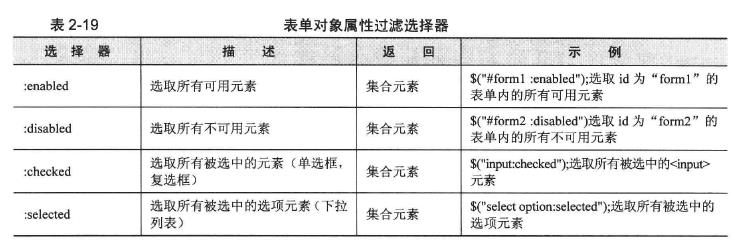 表 2-19 表单对象属性过滤选择器
选 择 器 描 述 返 回 示 例
:enabled 选取所有可用元素 集合元素 $("#form1 :enabled");选取 id 为“form1”的
表单内的所有可用元素
:disabled 选取所有不可用元素 集合元素 $("#form2 :disabled")选取 id 为“form2”的
表单内的所有不可用元素
:checked 选取所有被选中的元素（单选框， 集合元素 $("input:checked");选取所有被选中的<input>
复选框） 元素
:selected 选取所有被选中的选项元素（下拉 集合元素 $("select option:selected");选取所有被选中的
列表） 选项元素